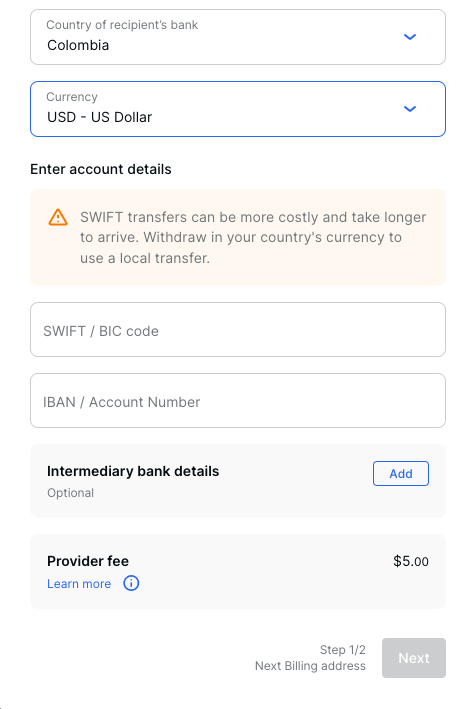 Country of recipient's bank
Colombia
Currency
USD - US Dollar
Enter account details
SWIFT transfers can be more costly and take longer
to arrive. Withdraw in your country's currency to
use a local transfer.
SWIFT / BIC code
IBAN / Account Number
Intermediary bank details
Add
Optional
Provider fee
$5.00
Learn more
Step 1/2
Next Billing address
Next